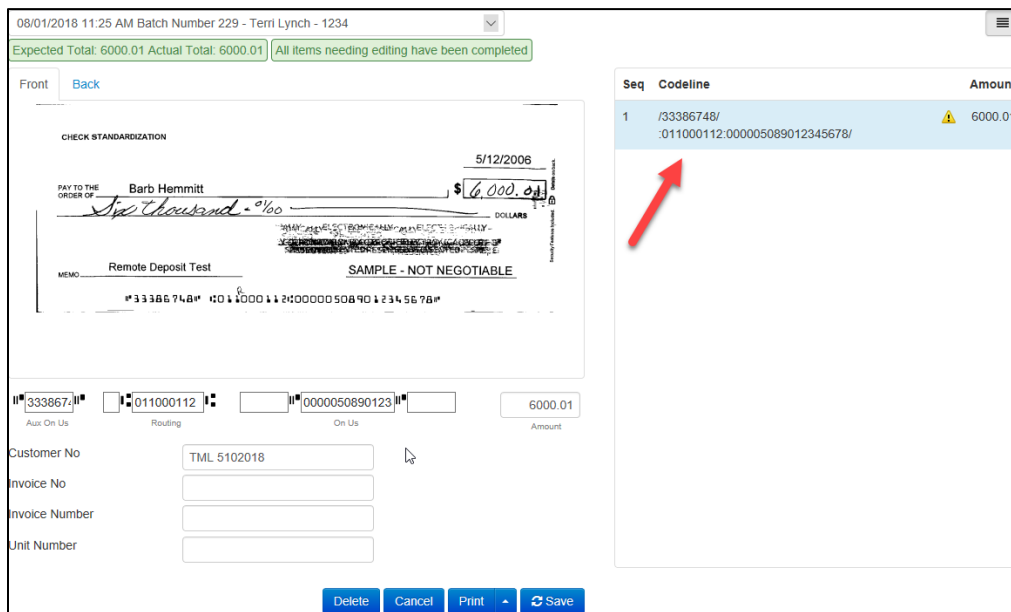 08/01/2018 11:25 AM Batch Number 229 - Terri Lynch - 1234
Expected Total: 6000.01 Actual Total: 6000.01 All items needing editing have been completed
Front Back
CHECK STANDARDIZATION
5/12/2006
PAY TO THE
ORDER OF Barb Hemmitt $ 6,000.01
Six thousand - 01/00 DOLLARS
MEMO Remote Deposit Test SAMPLE - NOT NEGOTIABLE
⑈33386748⑈ ⑆011000112⑆000005089012345678⑈
R
Seq Codeline Amoun
1 /33386748/ 6000.01
:011000112:000005089012345678/
⑈ 3338674 ⑈ ⑆ 011000112 ⑆ ⑈ 0000050890123 ⑈ 6000.01
Aux On Us Routing On Us Amount
Customer No TML 5102018
Invoice No
Invoice Number
Unit Number
Delete Cancel Print Save